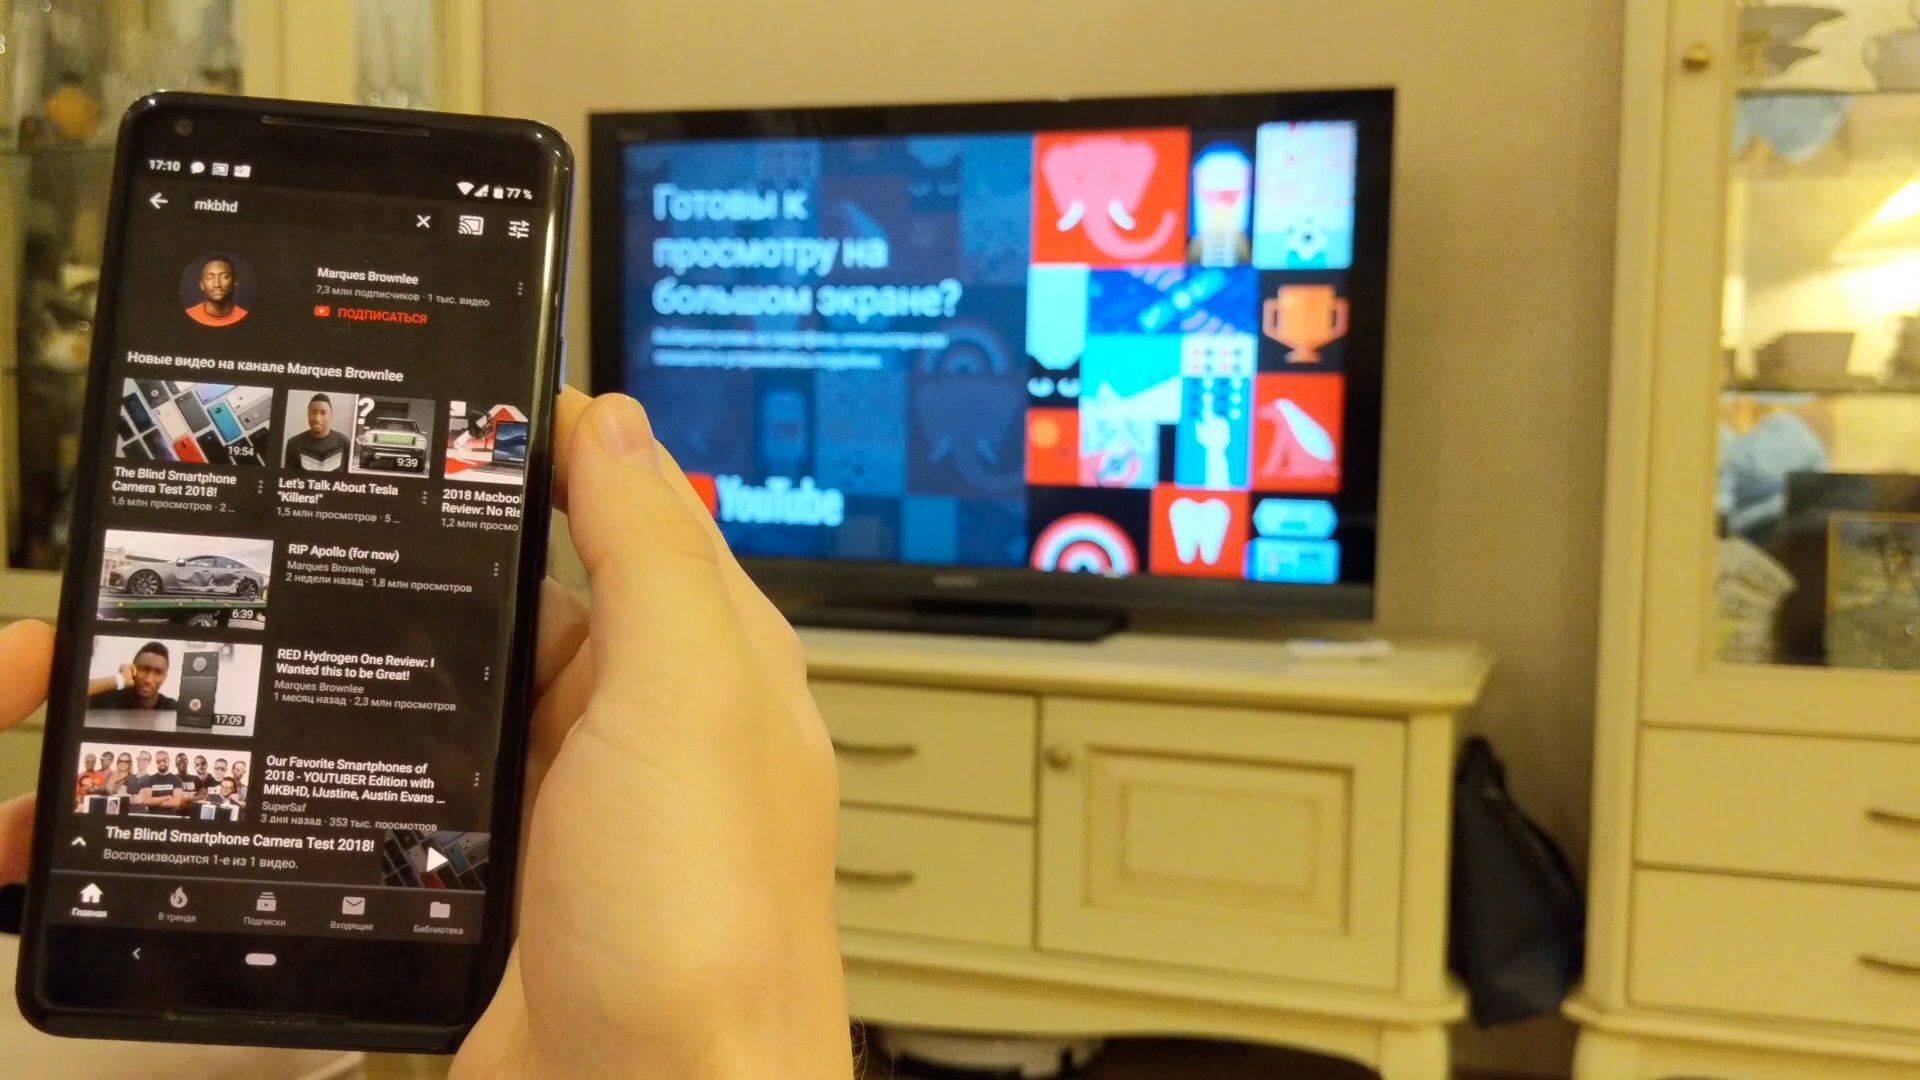 17:10
77 %
mkbhd
Marques Brownlee
7,3 млн подписчиков · 1 тыс. видео
ПОДПИСАТЬСЯ
Новые видео на канале Marques Brownlee
19:54
The Blind Smartphone
Camera Test 2018!
1,6 млн просмотров · 2 ...
?
9:39
Let's Talk About Tesla
"Killers!"
1,5 млн просмотров · 5 ...
2018 Macbook
Review: No Ris
1,2 млн просмо
6:39
RIP Apollo (for now)
Marques Brownlee
2 недели назад · 1,8 млн просмотров
17:09
RED Hydrogen One Review: I
Wanted this to be Great!
Marques Brownlee
1 месяц назад · 2,3 млн просмотров
Our Favorite Smartphones of
2018 - YOUTUBER Edition with
MKBHD, iJustine, Austin Evans ...
SuperSaf
3 дня назад · 353 тыс. просмотров
The Blind Smartphone Camera Test 2018!
Воспроизводится 1-е из 1 видео.
Главная
В тренде
Подписки
Входящие
Библиотека
Готовы к
просмотру на
большом экране?
YouTube